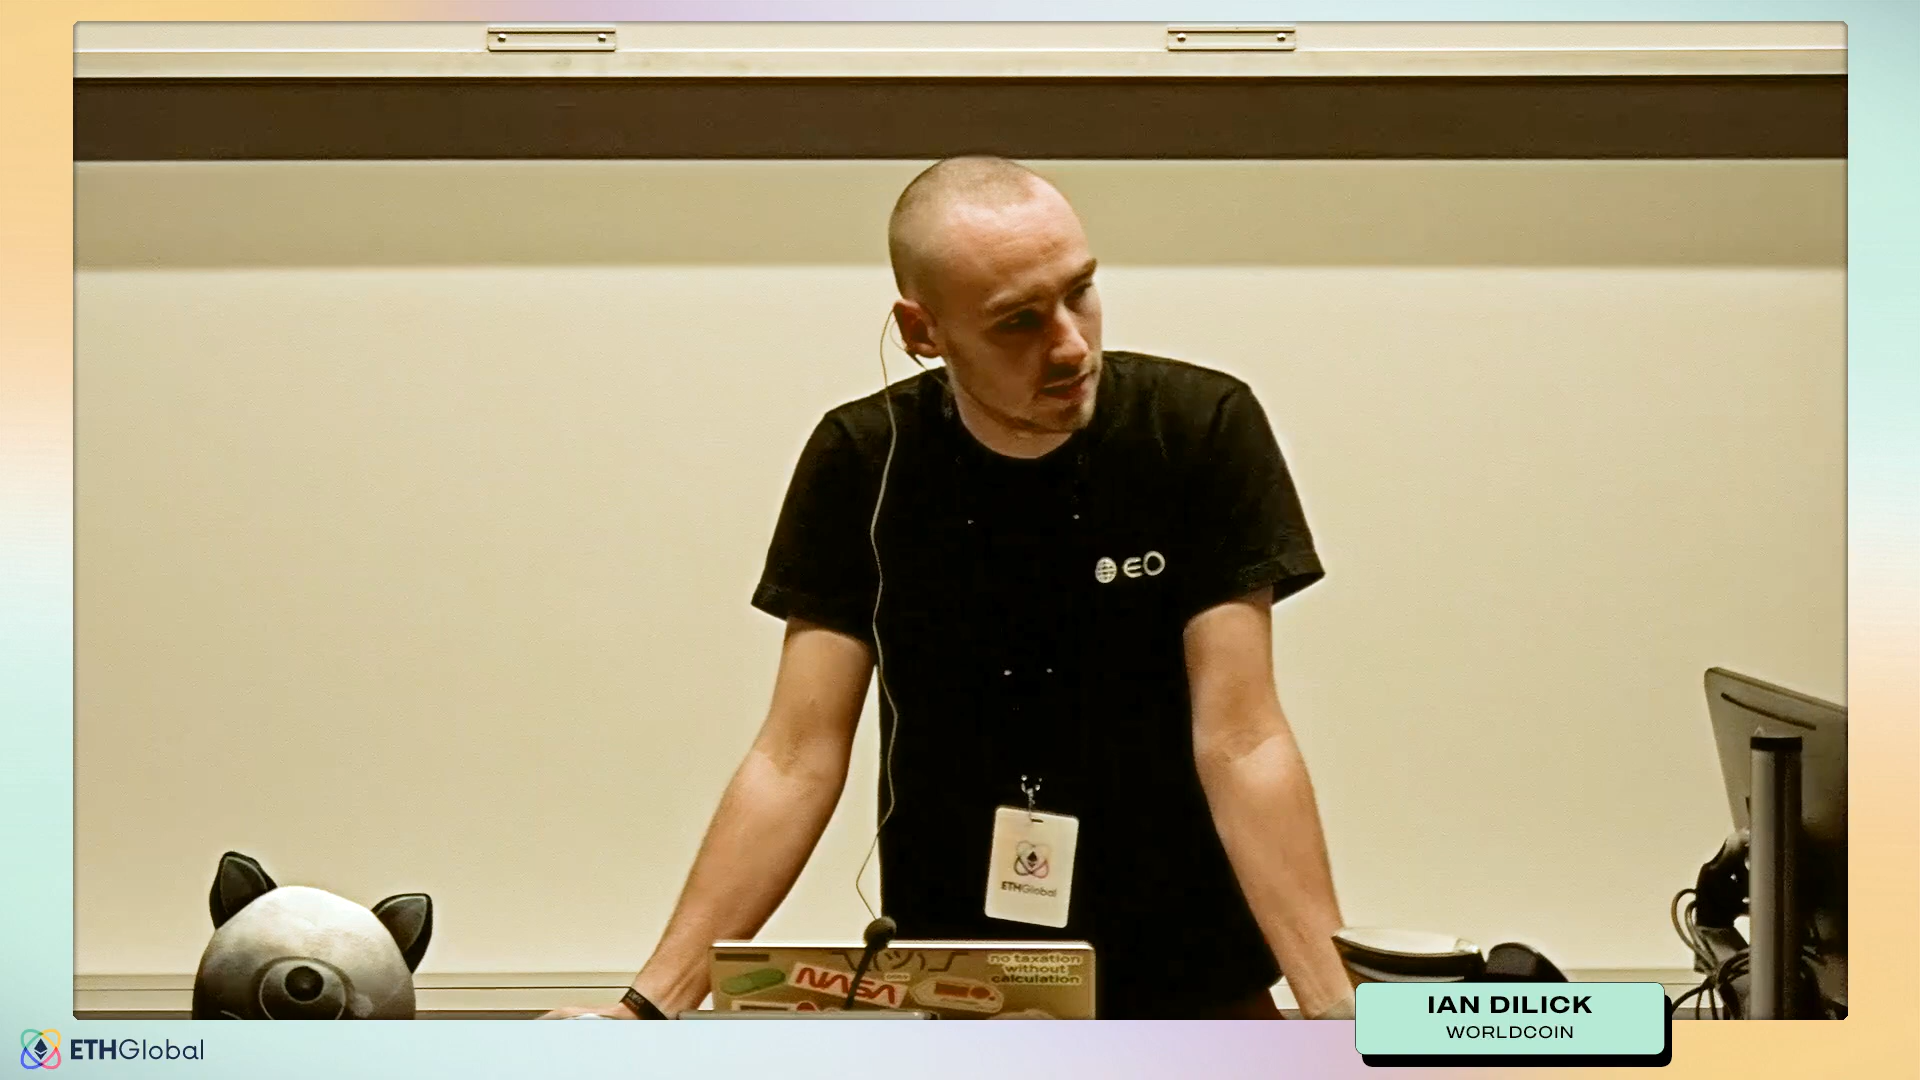 ETHGlobal
NASA
no taxation
without
calculation
IAN DILICK
WORLDCOIN
ETHGlobal